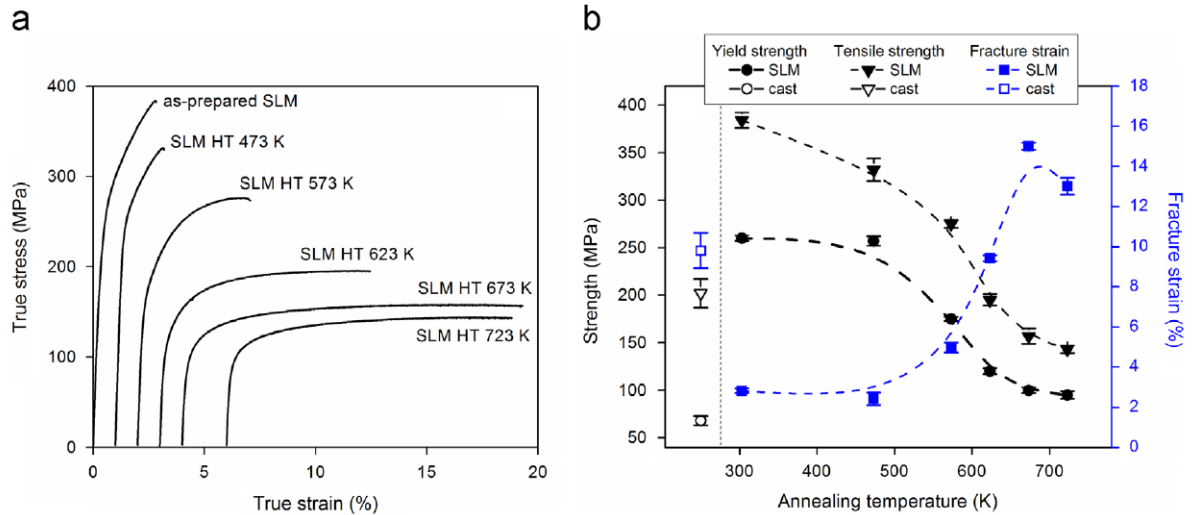 a
400
300
200
100
0
True stress (MPa)
as-prepared SLM
SLM HT 473 K
SLM HT 573 K
SLM HT 623 K
SLM HT 673 K
SLM HT 723 K
0 5 10 15 20
True strain (%)
b
Yield strength Tensile strength Fracture strain
SLM SLM SLM
cast cast cast
400
350
300
250
200
150
100
50
Strength (MPa)
18
16
14
12
10
8
6
4
2
0
Fracture strain (%)
300 400 500 600 700
Annealing temperature (K)